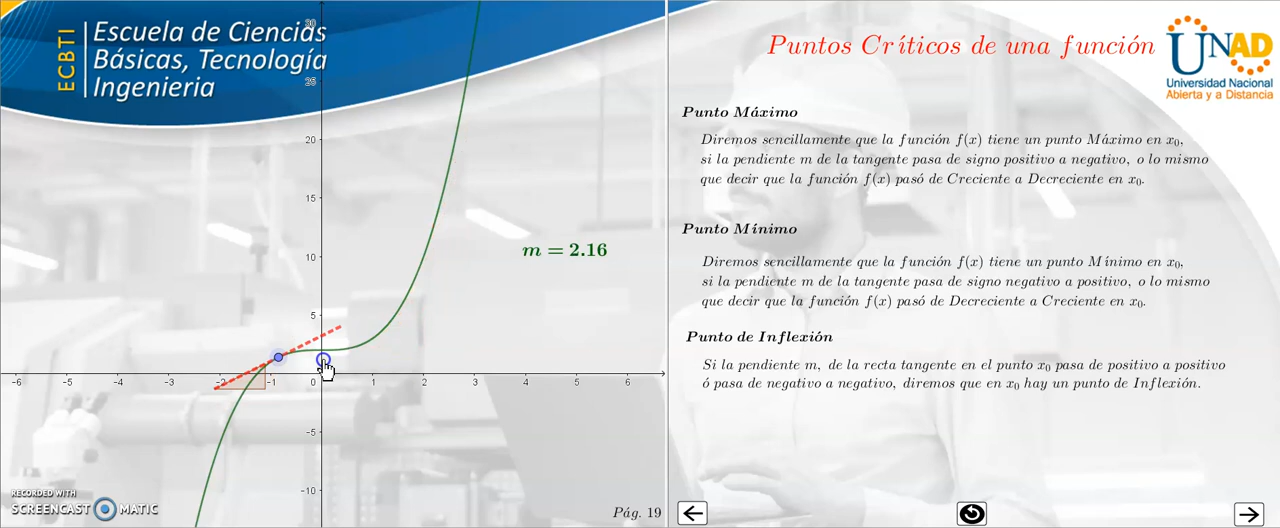 ECBTI
Escuela de Ciencias
Básicas, Tecnología
Ingenieria
30
25
20
15
10
5
0
-5
-10
-6 -5 -4 -3 -2 -1 1 2 3 4 5 6
m = 2.16
RECORDED WITH
SCREENCAST MATIC
Pág. 19
Puntos Críticos de una función
UNAD
Universidad Nacional
Abierta y a Distancia
Punto Máximo
Diremos sencillamente que la función f(x) tiene un punto Máximo en x₀,
si la pendiente m de la tangente pasa de signo positivo a negativo, o lo mismo
que decir que la función f(x) pasó de Creciente a Decreciente en x₀.
Punto Mínimo
Diremos sencillamente que la función f(x) tiene un punto Mínimo en x₀,
si la pendiente m de la tangente pasa de signo negativo a positivo, o lo mismo
que decir que la función f(x) pasó de Decreciente a Creciente en x₀.
Punto de Inflexión
Si la pendiente m, de la recta tangente en el punto x₀ pasa de positivo a positivo
ó pasa de negativo a negativo, diremos que en x₀ hay un punto de Inflexión.